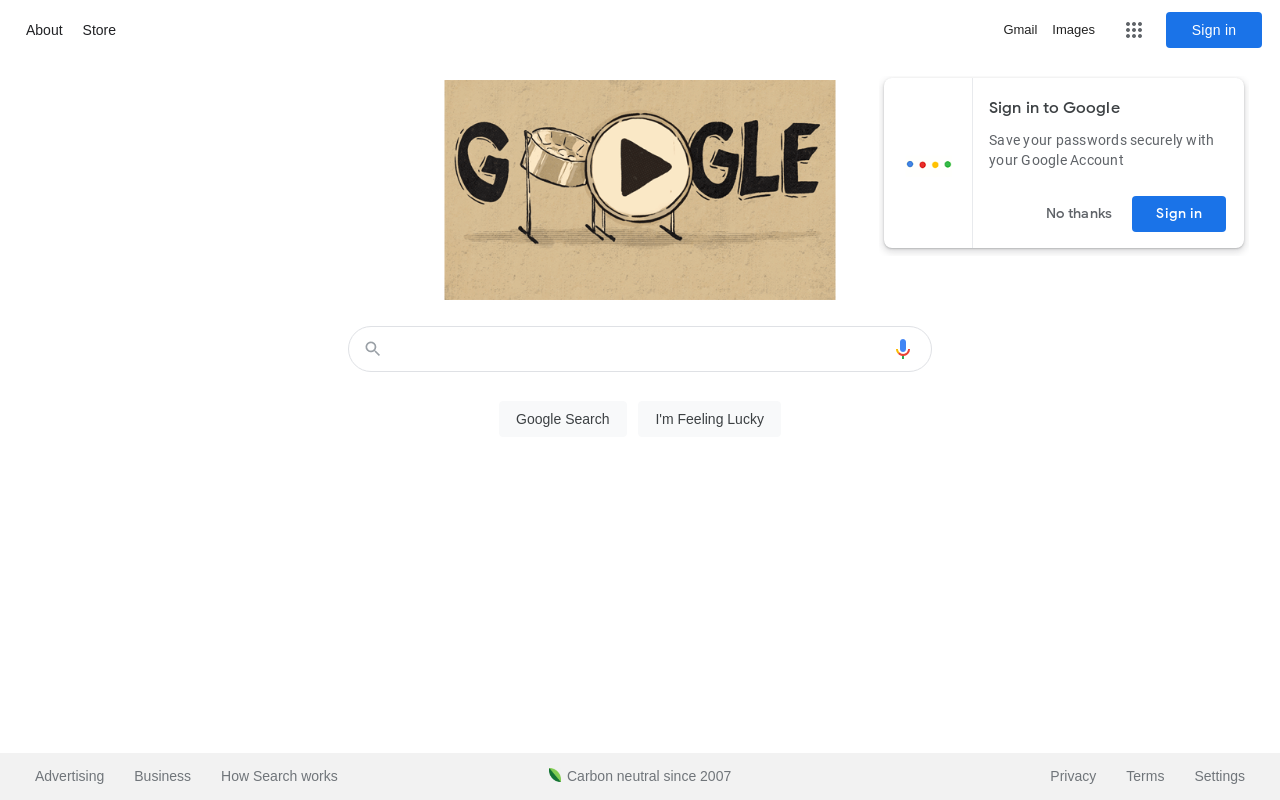 About Store
Gmail Images
Sign in
GOOGLE
Sign in to Google
Save your passwords securely with
your Google Account
No thanks Sign in
Google Search I'm Feeling Lucky
Advertising Business How Search works
Carbon neutral since 2007
Privacy Terms Settings